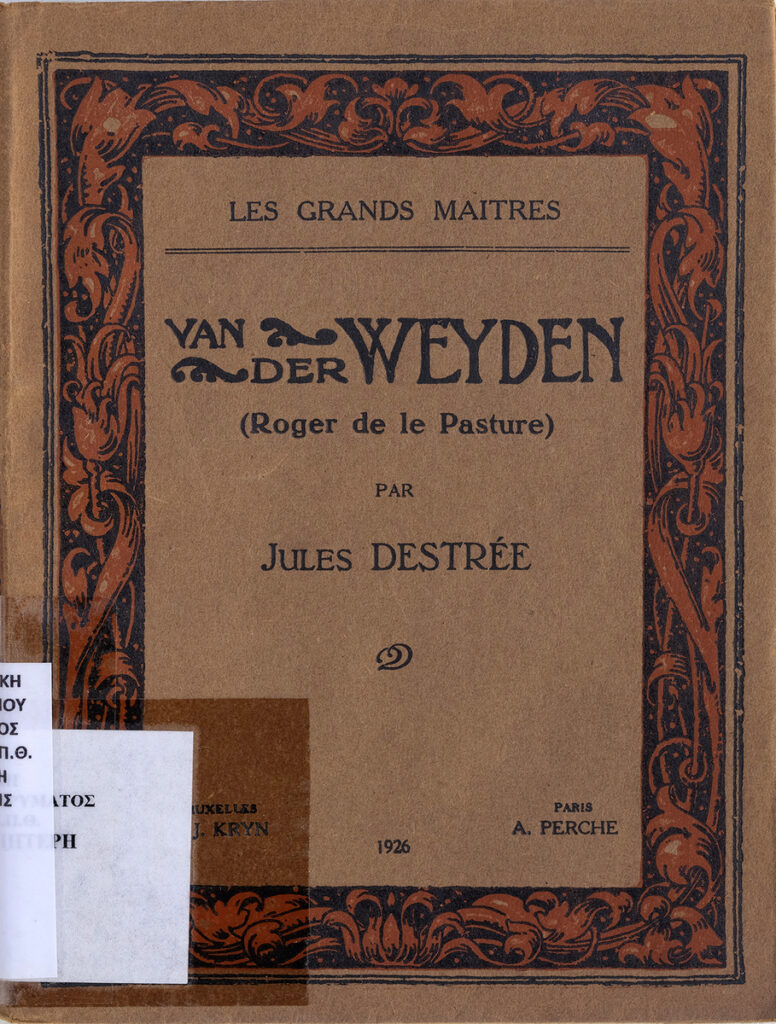 LES GRANDS MAITRES
VAN
DER WEYDEN
(Roger de le Pasture)
PAR
JULES DESTRÉE
UXELLES
J. KRYN
1926
PARIS
A. PERCHE
ΚΗ
ΟΣ
Π.Θ.
Η
ΑΤΟΣ
ΡΗ